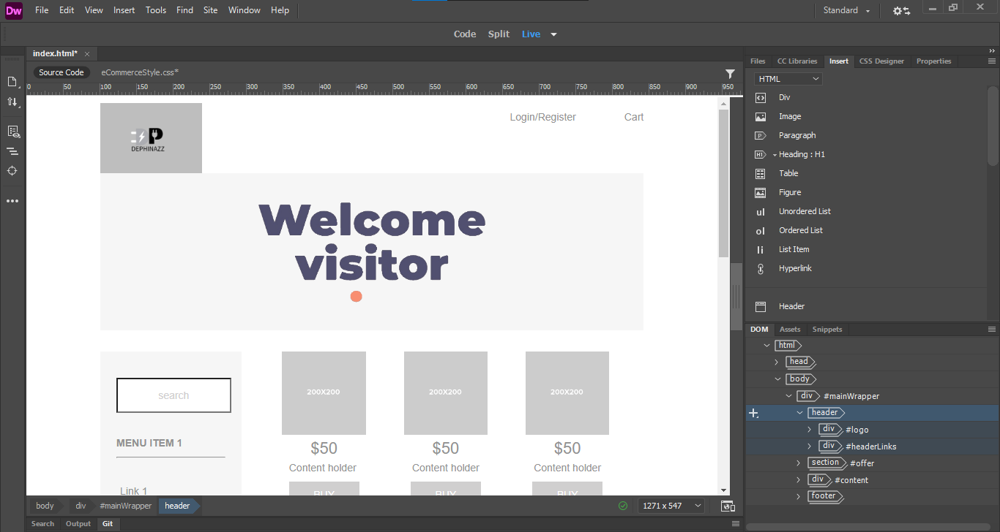 Dw File Edit View Insert Tools Find Site Window Help Standard
Code Split Live
index.html*
Source Code eCommerceStyle.css*
0 50 100 150 200 250 300 350 400 450 500 550 600 650 700 750 800 850 900 950
DEPHINAZZ
Login/Register Cart
Welcome
visitor
search
MENU ITEM 1
Link 1
200X200 200X200 200X200
$50 $50 $50
Content holder Content holder Content holder
BUY BUY BUY
body div #mainWrapper header 1271 x 547
Search Output Git
Files CC Libraries Insert CSS Designer Properties
HTML
Div
Image
P Paragraph
H1 Heading : H1
Table
Figure
ul Unordered List
ol Ordered List
li List Item
Hyperlink
Header
DOM Assets Snippets
html
head
body
div #mainWrapper
header
div #logo
div #headerLinks
section #offer
div #content
footer